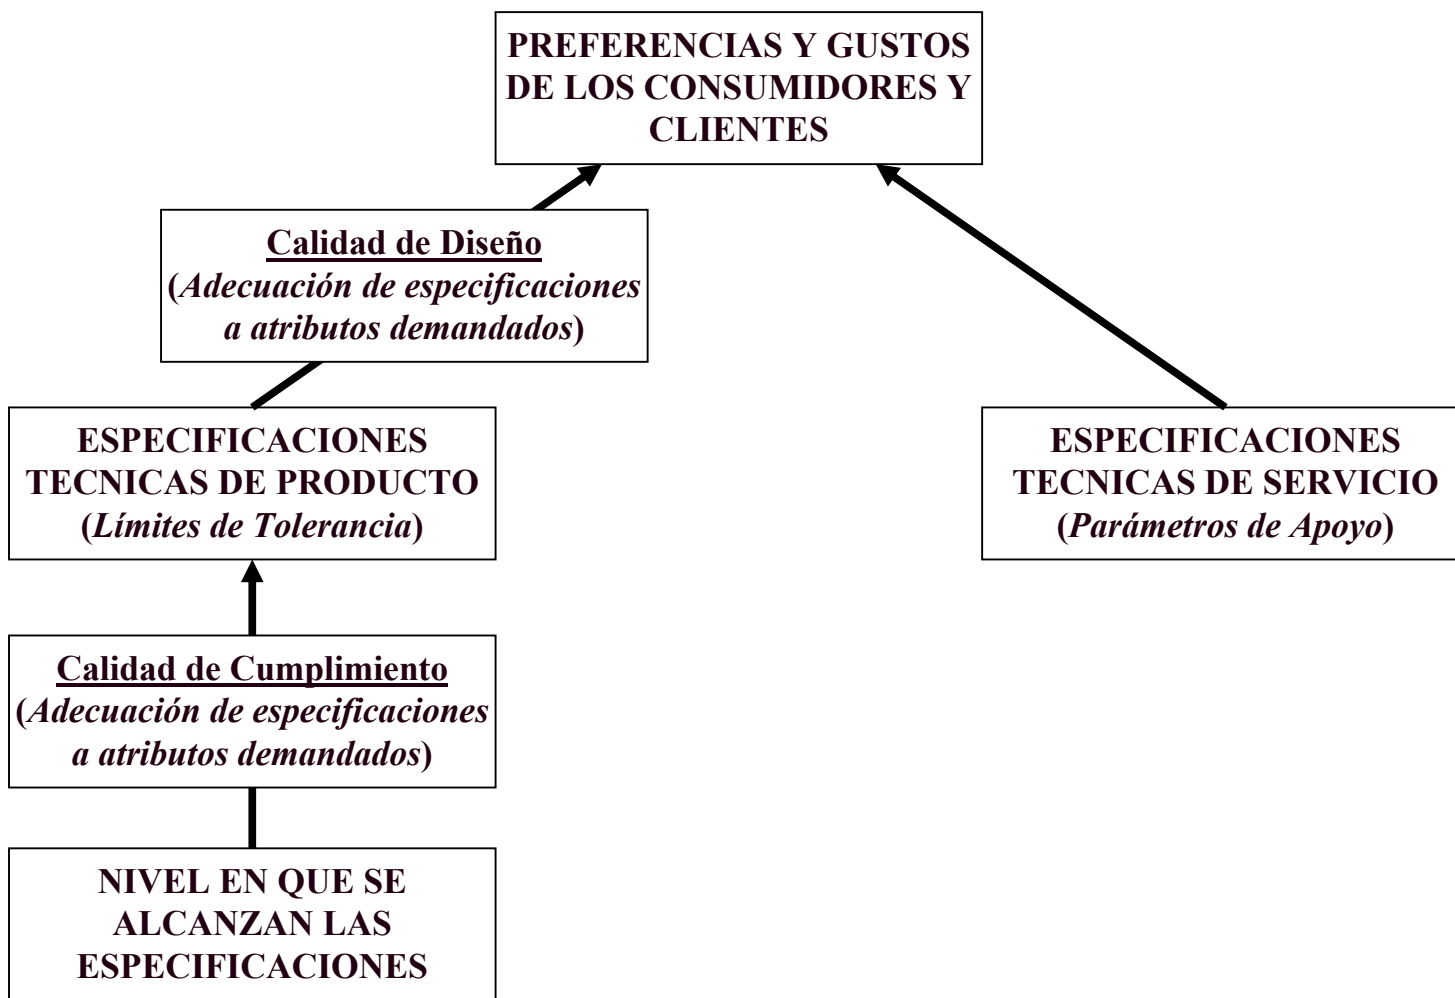 PREFERENCIAS Y GUSTOS
DE LOS CONSUMIDORES Y
CLIENTES
Calidad de Diseño
(Adecuación de especificaciones
a atributos demandados)
ESPECIFICACIONES
TECNICAS DE PRODUCTO
(Límites de Tolerancia)
ESPECIFICACIONES
TECNICAS DE SERVICIO
(Parámetros de Apoyo)
Calidad de Cumplimiento
(Adecuación de especificaciones
a atributos demandados)
NIVEL EN QUE SE
ALCANZAN LAS
ESPECIFICACIONES